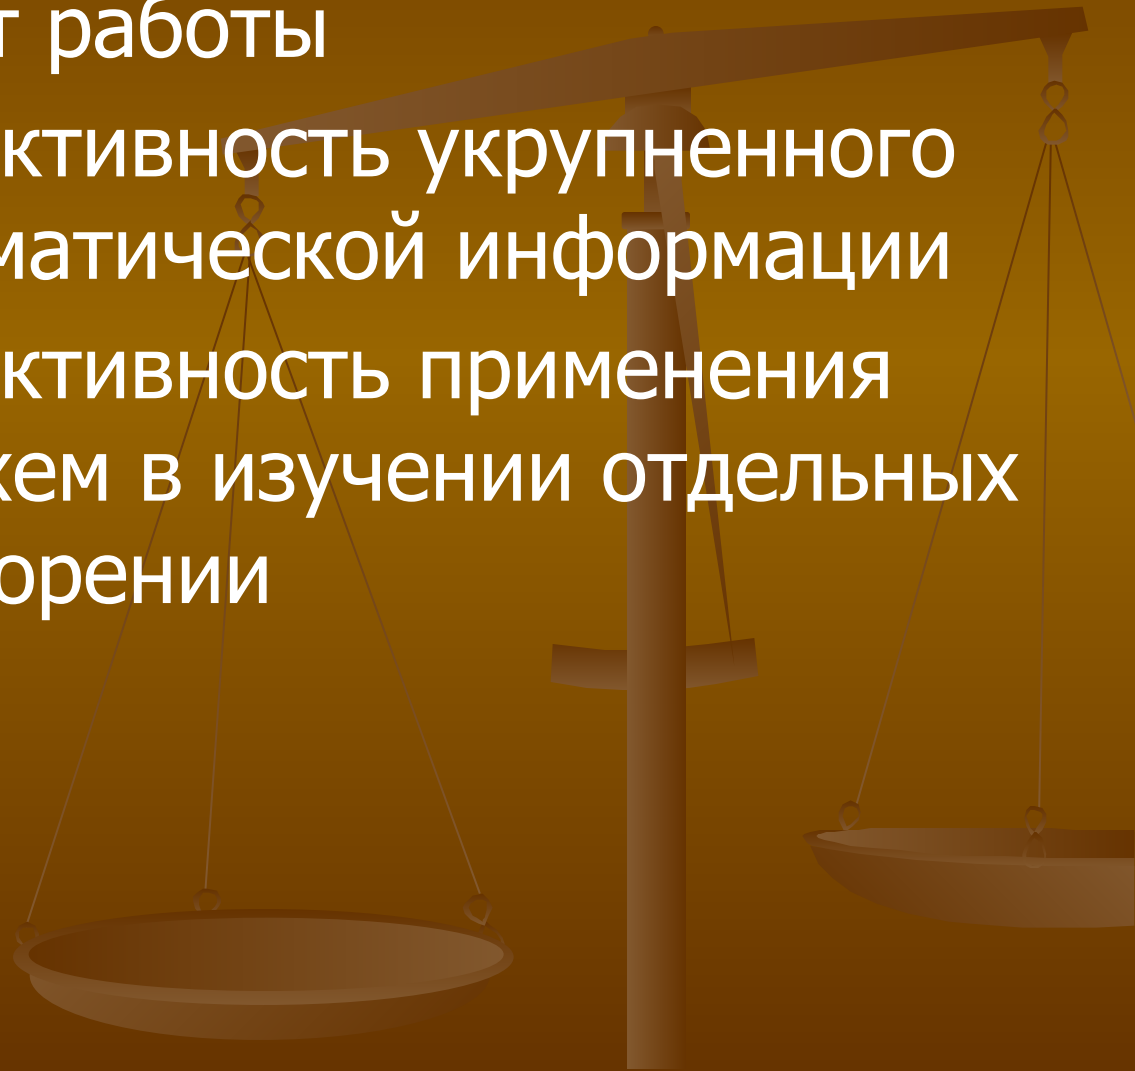 т работы
ктивность укрупненного
матической информации
ктивность применения
хем в изучении отдельных
орении